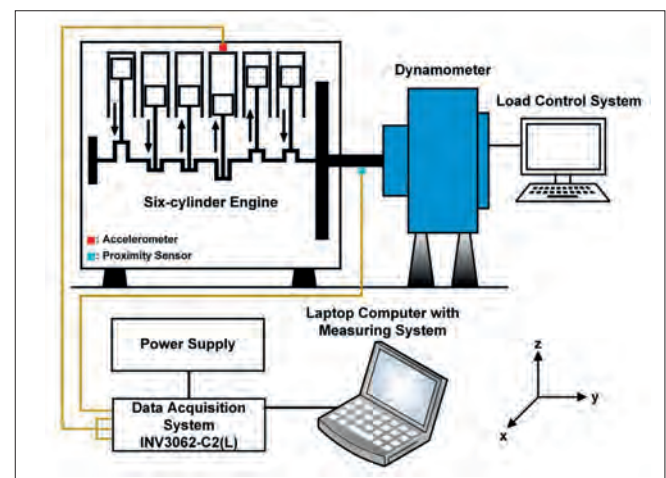 Dynamometer
Load Control System
Six-cylinder Engine
: Accelerometer
: Proximity Sensor
Laptop Computer with
Measuring System
Power Supply
Data Acquisition
System
INV3062-C2(L)
z
y
x